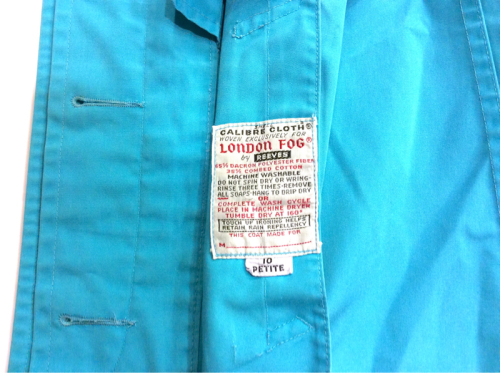 CALIBRE CLOTH®
WOVEN EXCLUSIVELY FOR
LONDON FOG®
by REEVES
65% DACRON POLYESTER FIBER
35% COMBED COTTON
MACHINE WASHABLE
DO NOT SPIN DRY OR WRING-
RINSE THREE TIMES-REMOVE
ALL SOAPS-HANG TO DRIP DRY
OR
COMPLETE WASH CYCLE
PLACE IN MACHINE DRYER
TUMBLE DRY AT 160°
TOUCH UP IRONING HELPS
RETAIN RAIN REPELLENCY
THIS COAT MADE FOR
M
10
PETITE